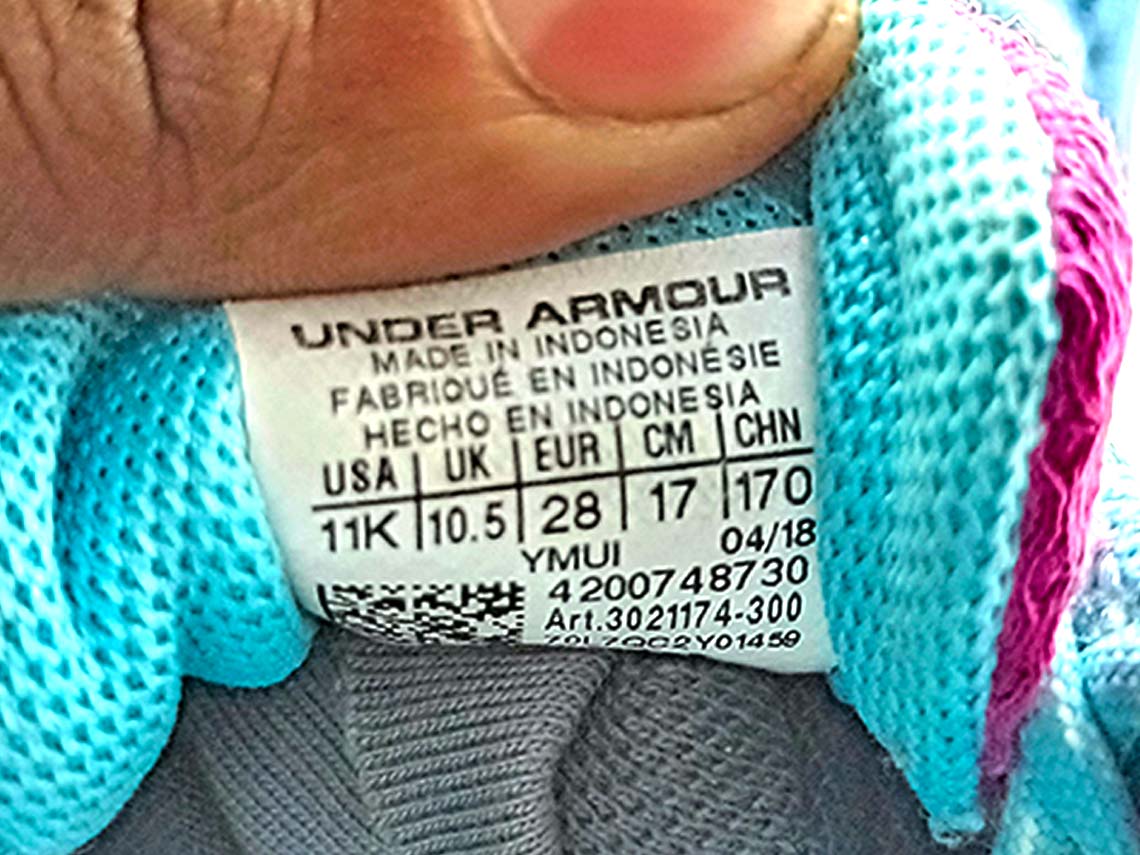 UNDER ARMOUR
MADE IN INDONESIA
FABRIQUÉ EN INDONÉSIE
HECHO EN INDONESIA
USA | UK | EUR | CM | CHN
11K | 10.5 | 28 | 17 | 170
YMUI 04/18
4200748730
Art.3021174-300